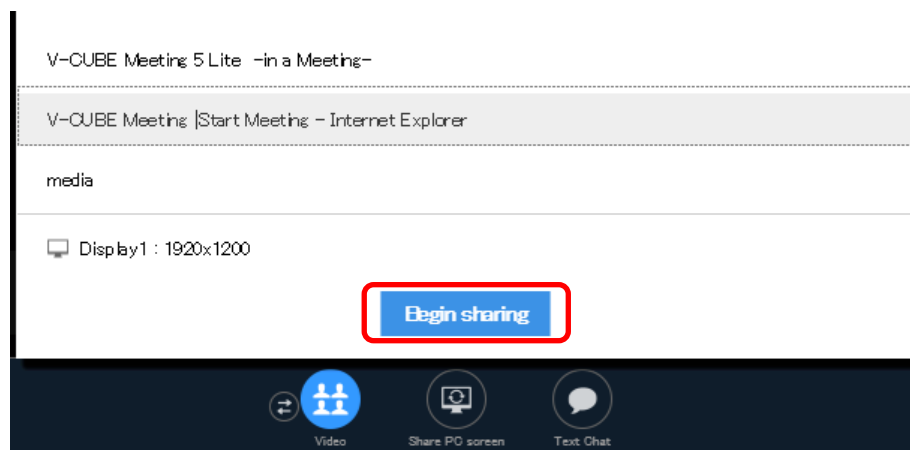 V-CUBE Meeting 5 Lite -in a Meeting-
V-CUBE Meeting |Start Meeting - Internet Explorer
media
Display1 : 1920x1200
Begin sharing
Video
Share PC screen
Text Chat